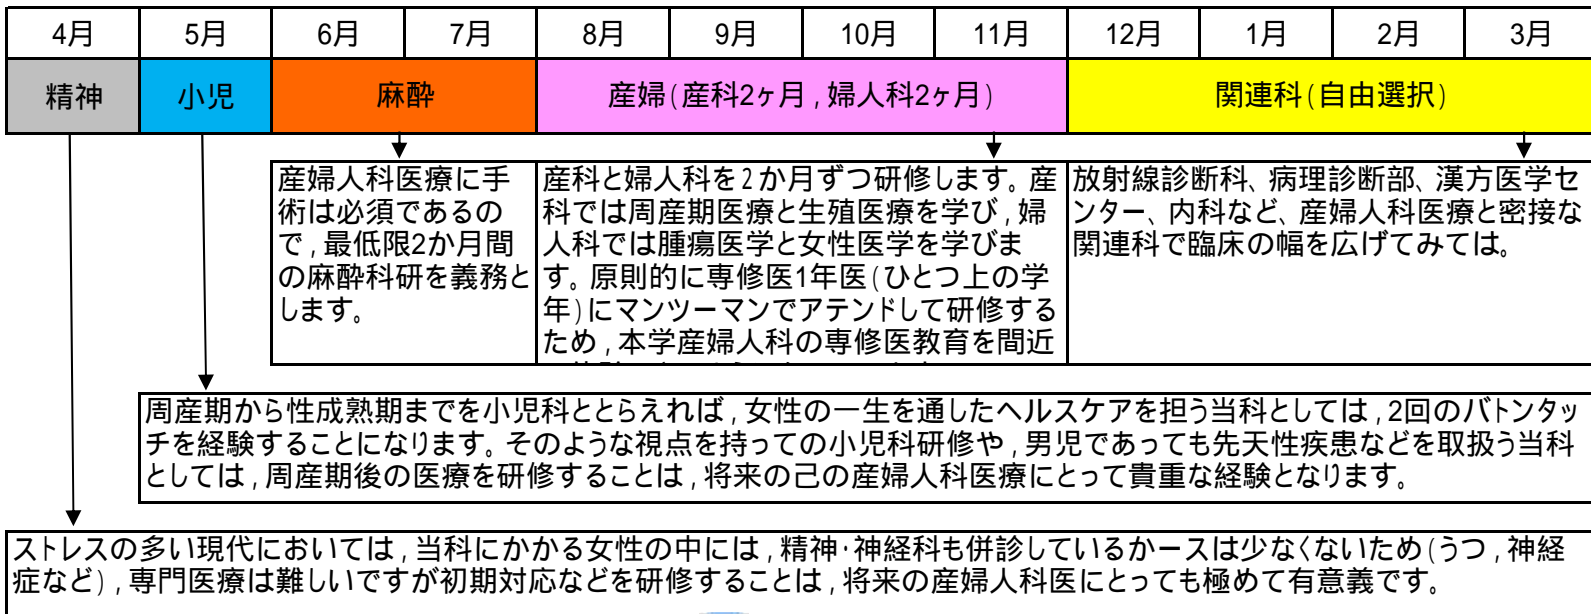 4月 5月 6月 7月 8月 9月 10月 11月 12月 1月 2月 3月
精神 小児 麻酔 産婦(産科2ヶ月,婦人科2ヶ月) 関連科(自由選択)
産婦人科医療に手
術は必須であるの
で,最低限2か月間
の麻酔科研を義務と
します。
産科と婦人科を2か月ずつ研修します。産
科では周産期医療と生殖医療を学び,婦
人科では腫瘍医学と女性医学を学びま
す。原則的に専修医1年医(ひとつ上の学
年)にマンツーマンでアテンドして研修する
ため,本学産婦人科の専修医教育を間近
放射線診断科、病理診断部、漢方医学セ
ンター、内科など、産婦人科医療と密接な
関連科で臨床の幅を広げてみては。
周産期から性成熟期までを小児科ととらえれば,女性の一生を通したヘルスケアを担う当科としては,2回のバトンタッ
チを経験することになります。そのような視点を持っての小児科研修や,男児であっても先天性疾患などを取扱う当科
としては,周産期後の医療を研修することは,将来の己の産婦人科医療にとって貴重な経験となります。
ストレスの多い現代においては,当科にかかる女性の中には,精神・神経科も併診しているかースは少なくないため(うつ,神経
症など),専門医療は難しいですが初期対応などを研修することは,将来の産婦人科医にとっても極めて有意義です。